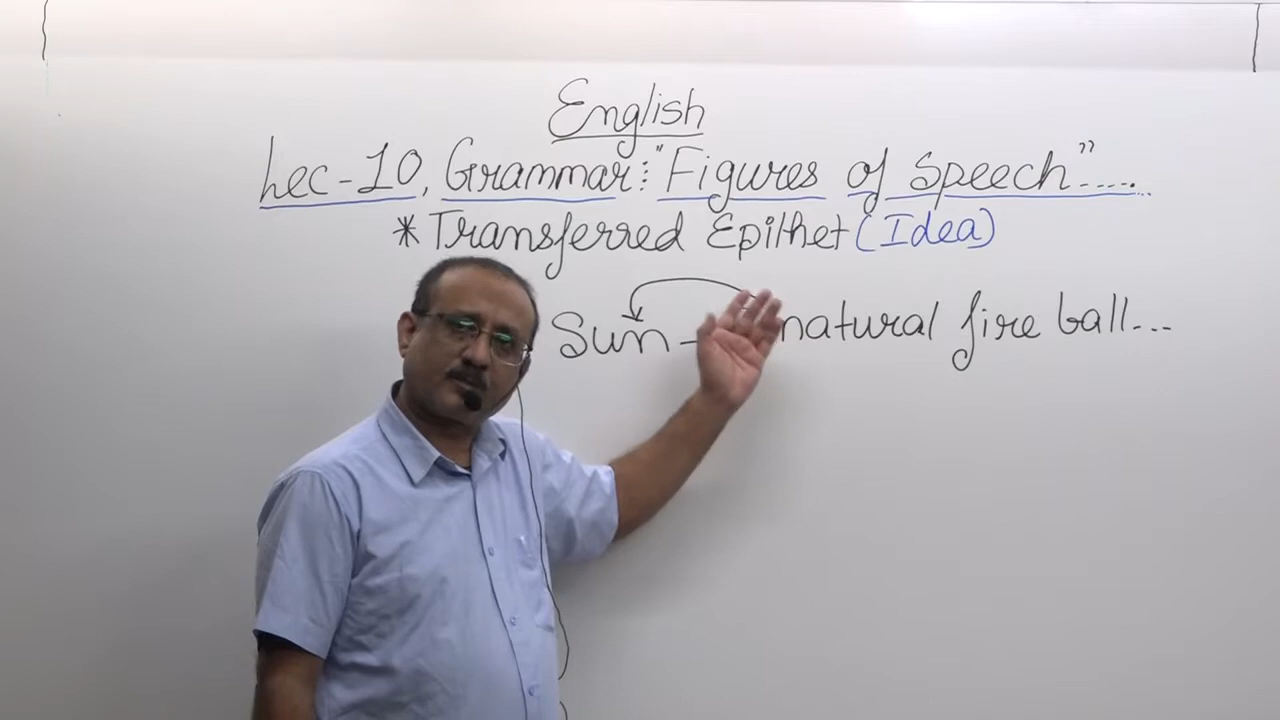 English
Lec-10, Grammar: "Figures of Speech".....
* Transferred Epithet (Idea)
Sun - natural fire ball...